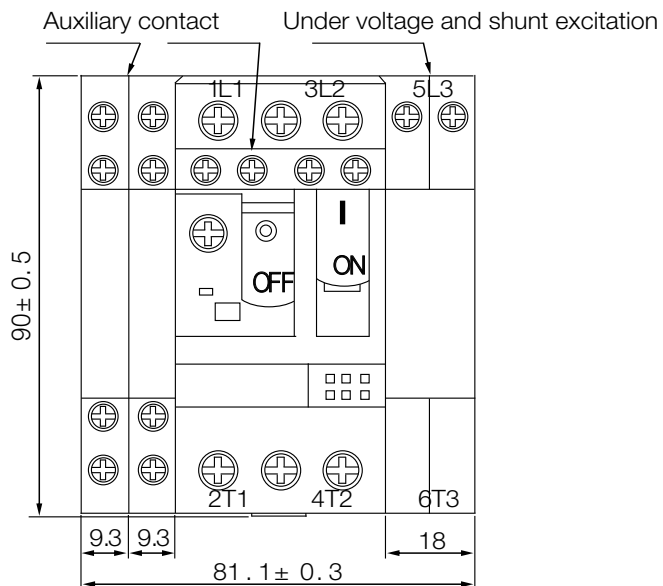 Auxiliary contact Under voltage and shunt excitation
1L1 3L2 5L3
90± 0.5
I
OFF ON
2T1 4T2 6T3
9.3 9.3 18
81.1± 0.3